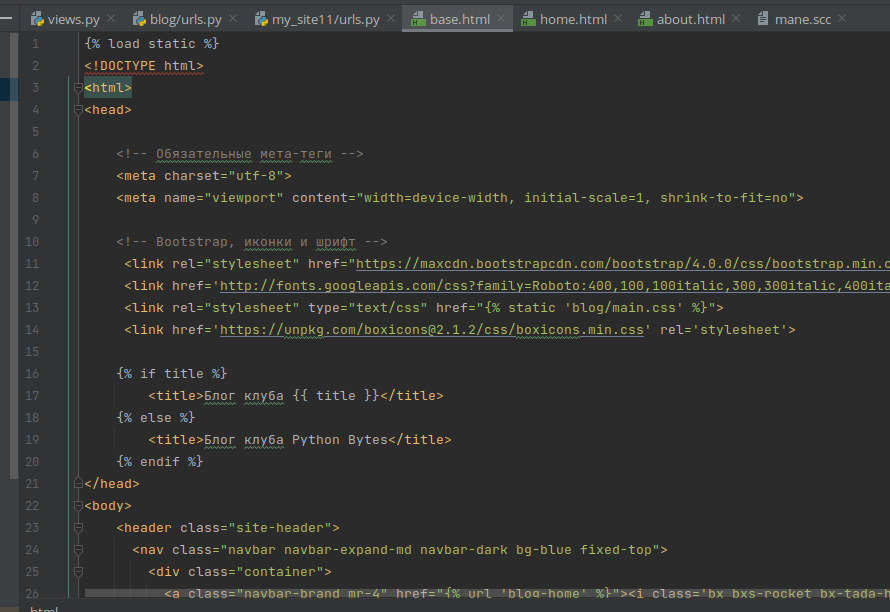 views.py blog/urls.py my_site11/urls.py base.html home.html about.html mane.scc
1 {% load static %}
2 <!DOCTYPE html>
3 <html>
4 <head>
5
6 <!-- Обязательные мета-теги -->
7 <meta charset="utf-8">
8 <meta name="viewport" content="width=device-width, initial-scale=1, shrink-to-fit=no">
9
10 <!-- Bootstrap, иконки и шрифт -->
11 <link rel="stylesheet" href="https://maxcdn.bootstrapcdn.com/bootstrap/4.0.0/css/bootstrap.min.c
12 <link href='http://fonts.googleapis.com/css?family=Roboto:400,100,100italic,300,300italic,400ita
13 <link rel="stylesheet" type="text/css" href="{% static 'blog/main.css' %}">
14 <link href='https://unpkg.com/boxicons@2.1.2/css/boxicons.min.css' rel='stylesheet'>
15
16 {% if title %}
17 <title>Блог клуба {{ title }}</title>
18 {% else %}
19 <title>Блог клуба Python Bytes</title>
20 {% endif %}
21 </head>
22 <body>
23 <header class="site-header">
24 <nav class="navbar navbar-expand-md navbar-dark bg-blue fixed-top">
25 <div class="container">
26 <a class="navbar-brand mr-4" href="{% url 'blog-home' %}"><i class='bx bxs-rocket bx-tada-h
html